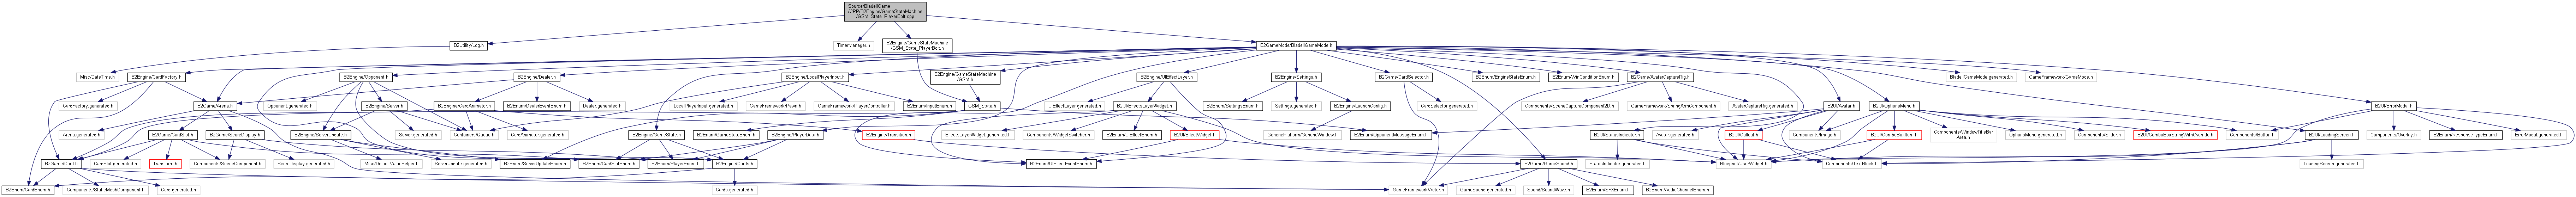 Source/BladeIIGame
/CPP/B2Engine/GameStateMachine
/GSM_State_PlayerBolt.cpp
B2Utility/Log.h
TimerManager.h
B2Engine/GameStateMachine
/GSM_State_PlayerBolt.h
B2GameMode/BladeIIGameMode.h
Misc/DateTime.h
B2Engine/CardFactory.h
B2Engine/Opponent.h
B2Engine/Dealer.h
B2Engine/LocalPlayerInput.h
B2Engine/GameStateMachine
/GSM.h
B2Engine/UIEffectLayer.h
B2Engine/Settings.h
B2Game/CardSelector.h
B2Enum/EngineStateEnum.h
B2Enum/WinConditionEnum.h
B2Game/AvatarCaptureRig.h
BladeIIGameMode.generated.h
GameFramework/GameMode.h
CardFactory.generated.h
B2Game/Arena.h
Opponent.generated.h
B2Engine/Server.h
B2Engine/CardAnimator.h
B2Enum/DealerEventEnum.h
Dealer.generated.h
LocalPlayerInput.generated.h
GameFramework/Pawn.h
GameFramework/PlayerController.h
B2Enum/InputEnum.h
GSM_State.h
UIEffectLayer.generated.h
B2UI/UIEffectsLayerWidget.h
B2Enum/SettingsEnum.h
Settings.generated.h
B2Engine/LaunchConfig.h
CardSelector.generated.h
Components/SceneCaptureComponent2D.h
GameFramework/SpringArmComponent.h
AvatarCaptureRig.generated.h
B2UI/Avatar.h
B2UI/OptionsMenu.h
B2UI/ErrorModal.h
Arena.generated.h
B2Game/CardSlot.h
B2Game/ScoreDisplay.h
B2Engine/ServerUpdate.h
Server.generated.h
Containers/Queue.h
CardAnimator.generated.h
B2Engine/Transition.h
B2Engine/GameState.h
B2Enum/GameStateEnum.h
B2Engine/PlayerData.h
EffectsLayerWidget.generated.h
Components/WidgetSwitcher.h
B2Enum/UIEffectEnum.h
B2UI/UIEffectWidget.h
GenericPlatform/GenericWindow.h
B2Enum/OpponentMessageEnum.h
B2UI/StatusIndicator.h
Avatar.generated.h
B2UI/Callout.h
Components/Image.h
B2UI/ComboBoxItem.h
Components/WindowTitleBar
Area.h
OptionsMenu.generated.h
Components/Slider.h
B2UI/ComboBoxStringWithOverride.h
Components/Button.h
B2UI/LoadingScreen.h
Components/Overlay.h
B2Enum/ResponseTypeEnum.h
ErrorModal.generated.h
B2Game/Card.h
CardSlot.generated.h
Transform.h
Components/SceneComponent.h
ScoreDisplay.generated.h
Misc/DefaultValueHelper.h
ServerUpdate.generated.h
B2Enum/ServerUpdateEnum.h
B2Enum/CardSlotEnum.h
B2Enum/PlayerEnum.h
B2Engine/Cards.h
B2Enum/UIEffectEventEnum.h
B2Game/GameSound.h
StatusIndicator.generated.h
Blueprint/UserWidget.h
Components/TextBlock.h
LoadingScreen.generated.h
B2Enum/CardEnum.h
Components/StaticMeshComponent.h
Card.generated.h
Cards.generated.h
GameFramework/Actor.h
GameSound.generated.h
Sound/SoundWave.h
B2Enum/SFXEnum.h
B2Enum/AudioChannelEnum.h